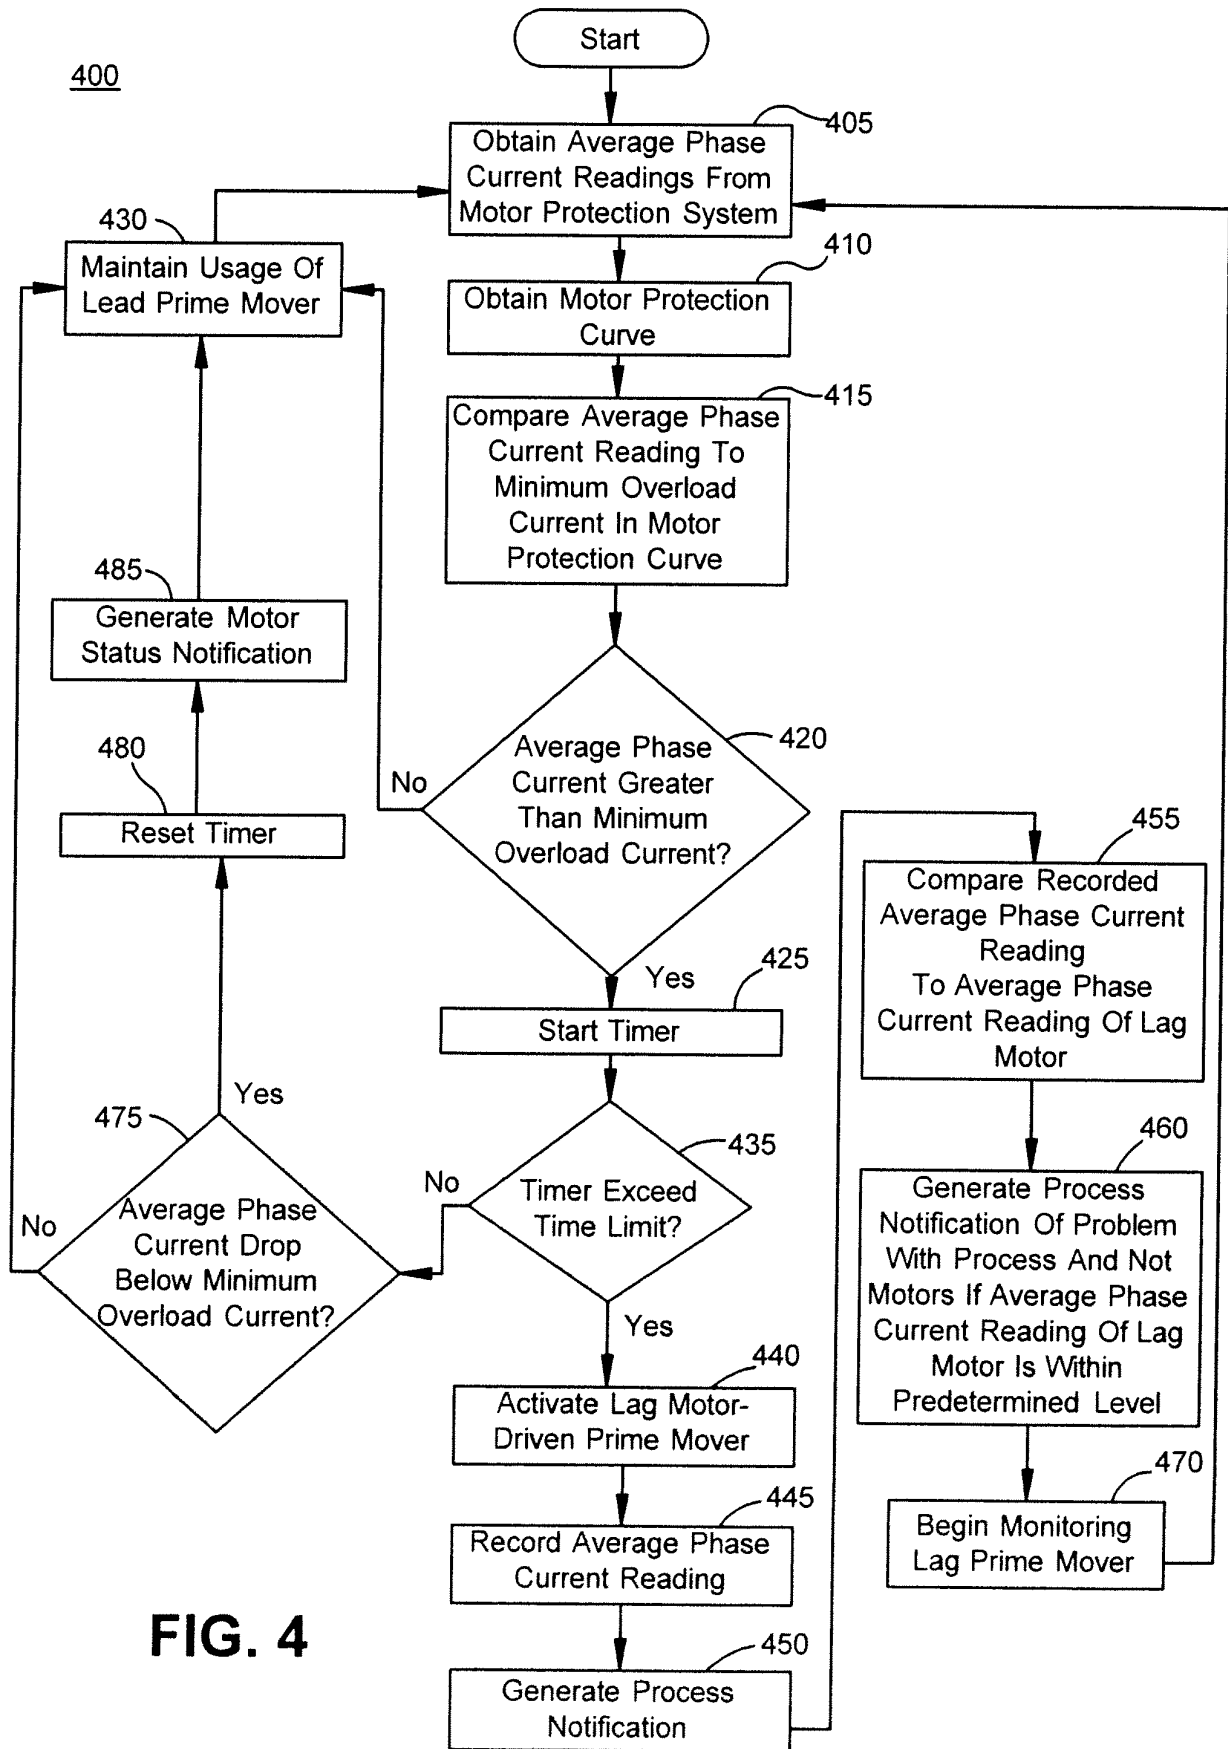 Start
400
405
Obtain Average Phase
Current Readings From
Motor Protection System
430
Maintain Usage Of
Lead Prime Mover
410
Obtain Motor Protection
Curve
415
Compare Average Phase
Current Reading To
Minimum Overload
Current In Motor
Protection Curve
485
Generate Motor
Status Notification
420
Average Phase
Current Greater
Than Minimum
Overload Current?
No
480
Reset Timer
Yes
425
Start Timer
435
Timer Exceed
Time Limit?
No
475
Yes
Average Phase
Current Drop
Below Minimum
Overload Current?
No
Yes
440
Activate Lag Motor-
Driven Prime Mover
445
Record Average Phase
Current Reading
450
Generate Process
Notification
455
Compare Recorded
Average Phase Current
Reading
To Average Phase
Current Reading Of Lag
Motor
460
Generate Process
Notification Of Problem
With Process And Not
Motors If Average Phase
Current Reading Of Lag
Motor Is Within
Predetermined Level
470
Begin Monitoring
Lag Prime Mover
FIG. 4